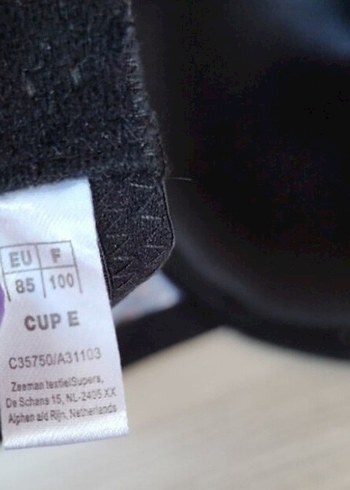 EU F
85 100
CUP E
C35750/A31103
Zeeman textielSupers,
De Schans 15, NL-2405 XX
Alphen a/d Rijn, Netherlands